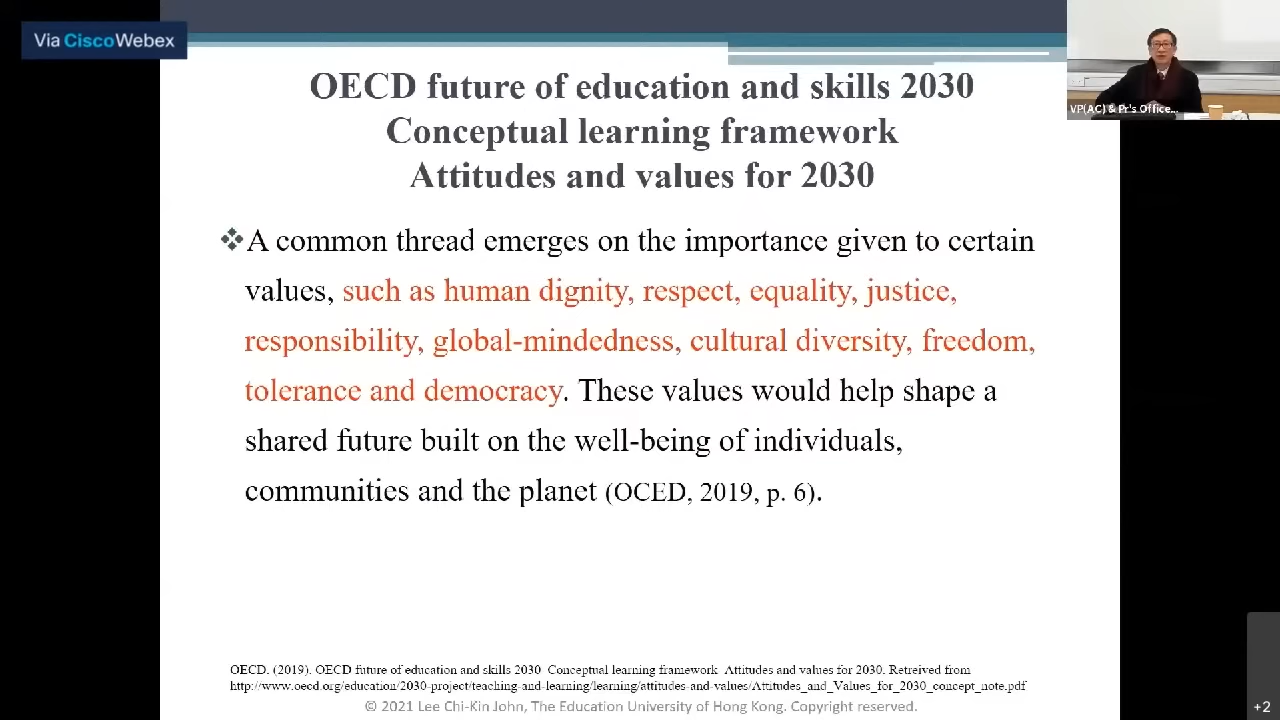 Via CiscoWebex
VP(AC) & Pr's Office...
OECD future of education and skills 2030
Conceptual learning framework
Attitudes and values for 2030
❖A common thread emerges on the importance given to certain
values, such as human dignity, respect, equality, justice,
responsibility, global-mindedness, cultural diversity, freedom,
tolerance and democracy. These values would help shape a
shared future built on the well-being of individuals,
communities and the planet (OCED, 2019, p. 6).
OECD. (2019). OECD future of education and skills 2030 Conceptual learning framework Attitudes and values for 2030. Retreived from
http://www.oecd.org/education/2030-project/teaching-and-learning/learning/attitudes-and-values/Attitudes_and_Values_for_2030_concept_note.pdf
© 2021 Lee Chi-Kin John, The Education University of Hong Kong. Copyright reserved.
+2